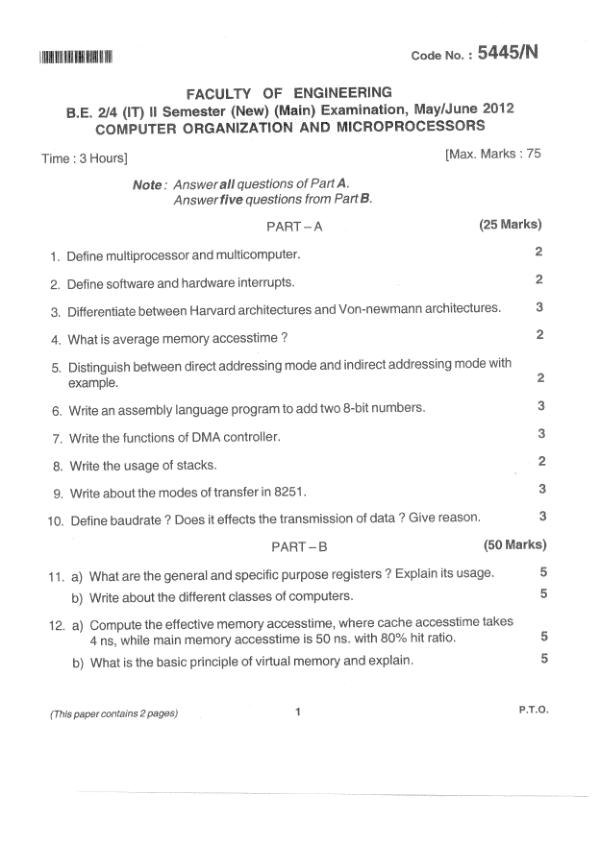 Code No. : 5445/N
FACULTY OF ENGINEERING
B.E. 2/4 (IT) II Semester (New) (Main) Examination, May/June 2012
COMPUTER ORGANIZATION AND MICROPROCESSORS
Time : 3 Hours] [Max. Marks : 75
Note : Answer all questions of Part A.
Answer five questions from Part B.
PART – A (25 Marks)
1. Define multiprocessor and multicomputer. 2
2. Define software and hardware interrupts. 2
3. Differentiate between Harvard architectures and Von-newmann architectures. 3
4. What is average memory accesstime ? 2
5. Distinguish between direct addressing mode and indirect addressing mode with
example. 2
6. Write an assembly language program to add two 8-bit numbers. 3
7. Write the functions of DMA controller. 3
8. Write the usage of stacks. 2
9. Write about the modes of transfer in 8251. 3
10. Define baudrate ? Does it effects the transmission of data ? Give reason. 3
PART – B (50 Marks)
11. a) What are the general and specific purpose registers ? Explain its usage. 5
b) Write about the different classes of computers. 5
12. a) Compute the effective memory accesstime, where cache accesstime takes
4 ns, while main memory accesstime is 50 ns. with 80% hit ratio. 5
b) What is the basic principle of virtual memory and explain. 5
(This paper contains 2 pages) 1 P.T.O.